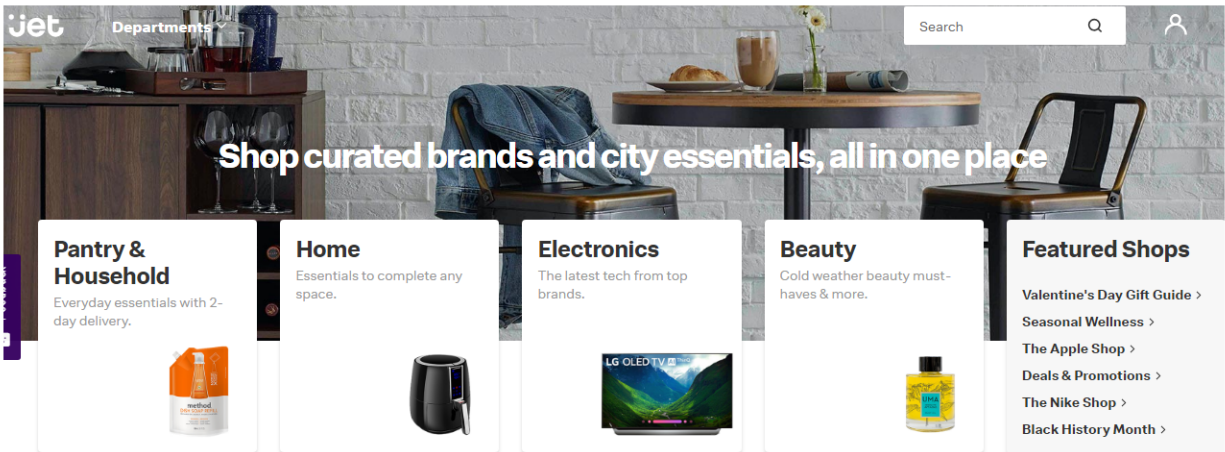 jet
Departments
Search
Shop curated brands and city essentials, all in one place
Pantry &
Household
Everyday essentials with 2-
day delivery.
method
Home
Essentials to complete any
space.
Electronics
The latest tech from top
brands.
LG OLED TV
Beauty
Cold weather beauty must-
haves & more.
UMA
Featured Shops
Valentine's Day Gift Guide >
Seasonal Wellness >
The Apple Shop >
Deals & Promotions >
The Nike Shop >
Black History Month >